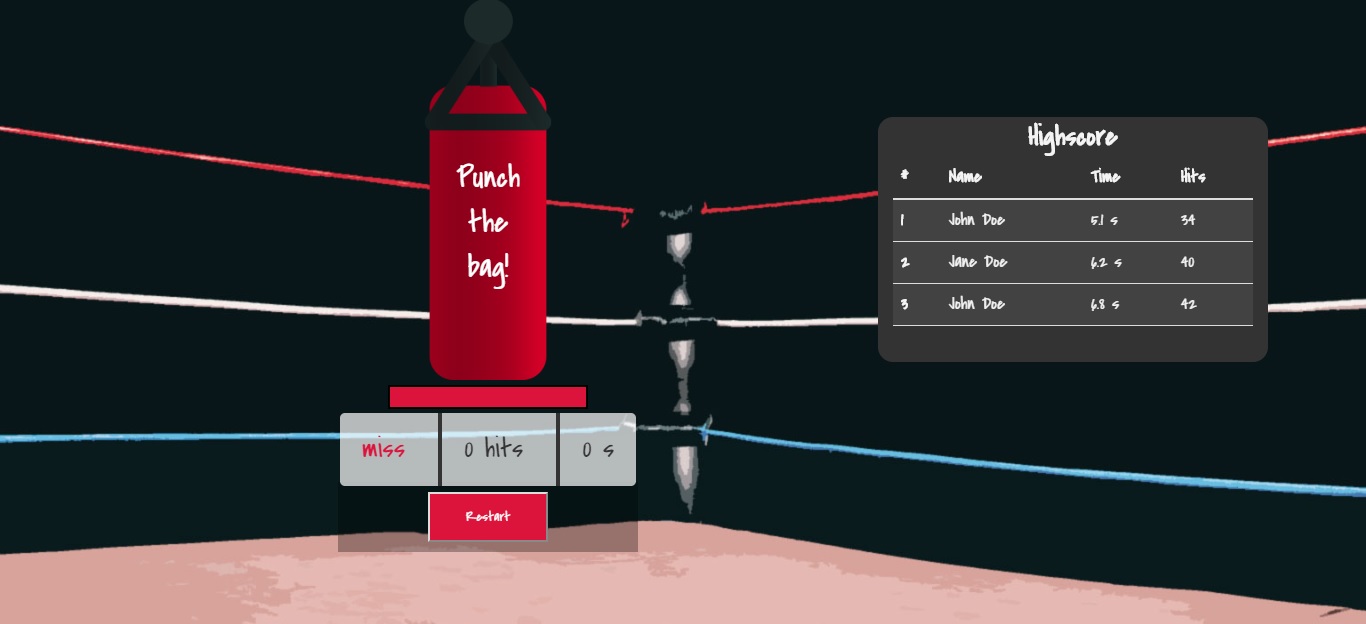 Punch
the
bag!
miss 0 hits 0 s
Restart
Highscore
# Name Time Hits
1 John Doe 5.1 s 34
2 Jane Doe 6.2 s 40
3 John Doe 6.8 s 42